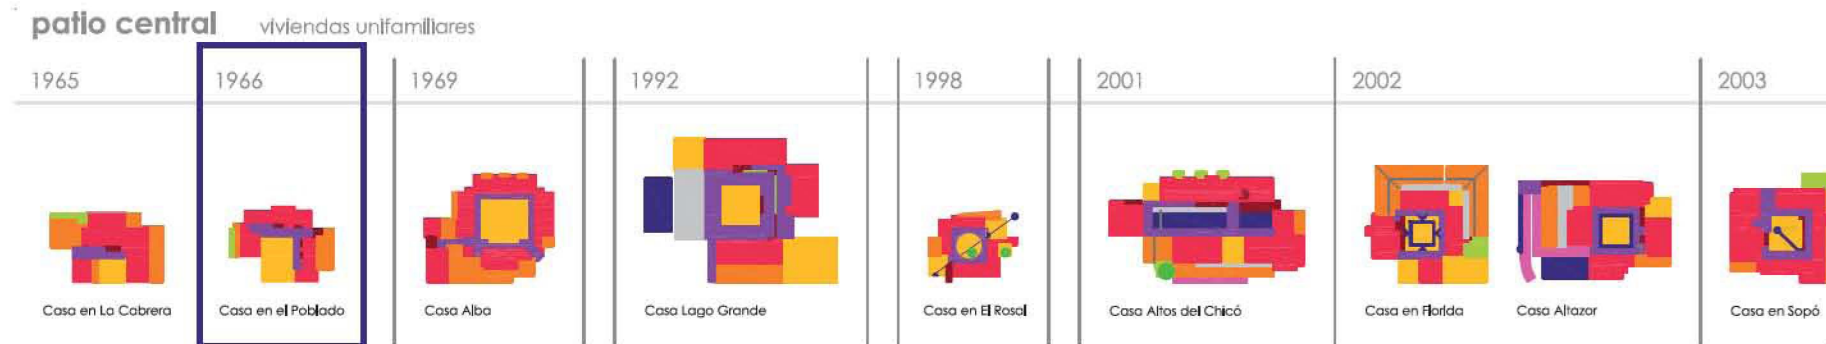 patio central viviendas unifamiliares
1965 1966 1969 1992 1998 2001 2002 2003
Casa en La Cabrera Casa en el Poblado Casa Alba Casa Lago Grande Casa en El Rosal Casa Altos del Chicó Casa en Florida Casa Altazor Casa en Sopó